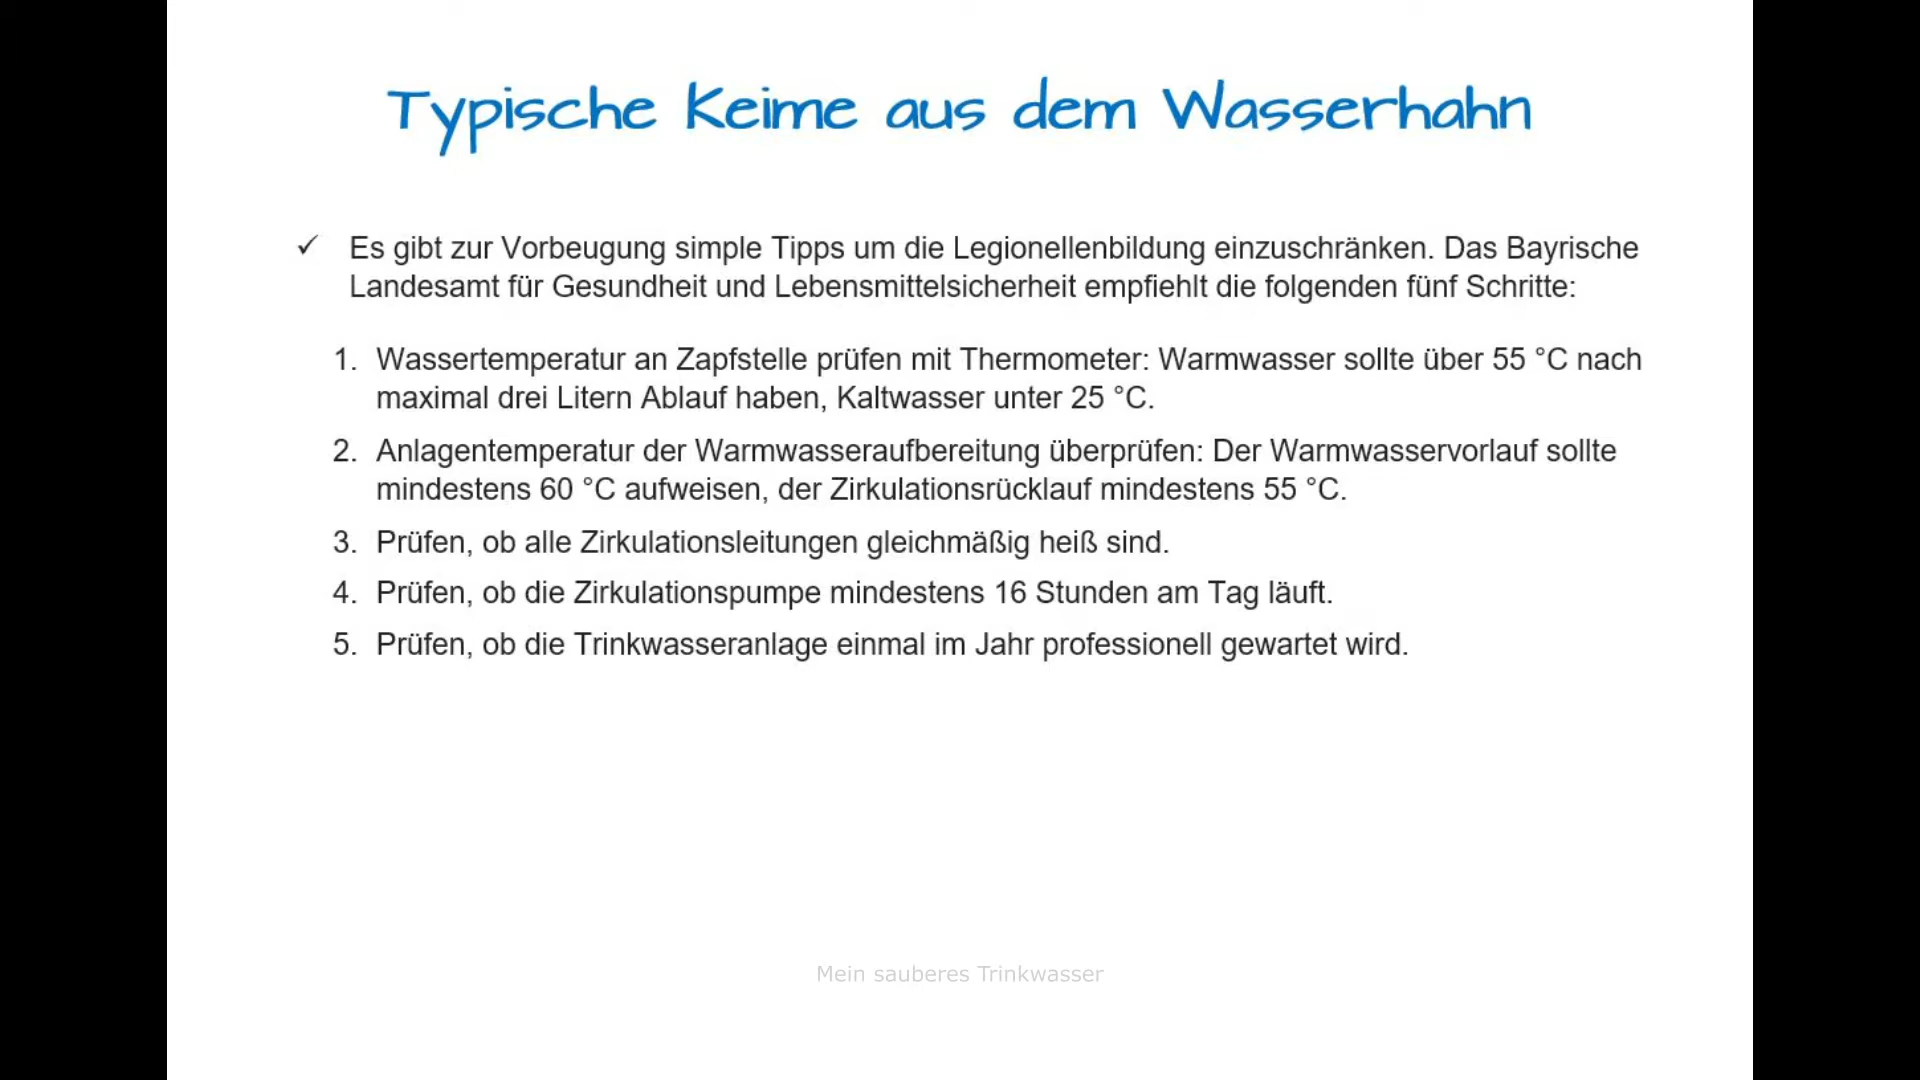 Typische Keime aus dem Wasserhahn
✓ Es gibt zur Vorbeugung simple Tipps um die Legionellenbildung einzuschränken. Das Bayrische
Landesamt für Gesundheit und Lebensmittelsicherheit empfiehlt die folgenden fünf Schritte:
1. Wassertemperatur an Zapfstelle prüfen mit Thermometer: Warmwasser sollte über 55 °C nach
maximal drei Litern Ablauf haben, Kaltwasser unter 25 °C.
2. Anlagentemperatur der Warmwasseraufbereitung überprüfen: Der Warmwasservorlauf sollte
mindestens 60 °C aufweisen, der Zirkulationsrücklauf mindestens 55 °C.
3. Prüfen, ob alle Zirkulationsleitungen gleichmäßig heiß sind.
4. Prüfen, ob die Zirkulationspumpe mindestens 16 Stunden am Tag läuft.
5. Prüfen, ob die Trinkwasseranlage einmal im Jahr professionell gewartet wird.
Mein sauberes Trinkwasser